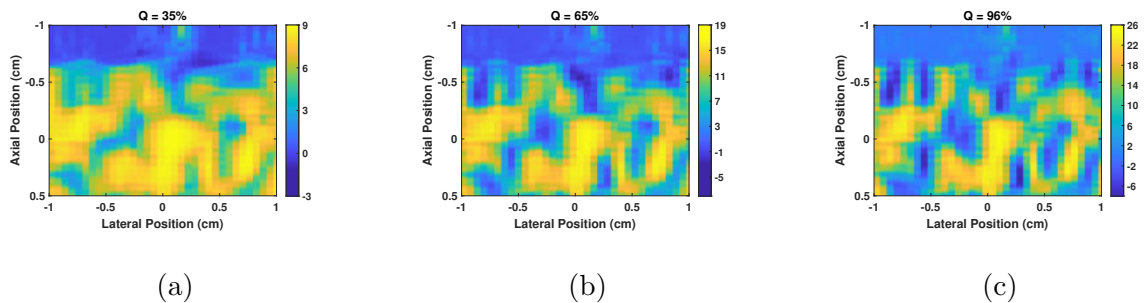 Q = 35%
-1
-0.5
0
0.5
Axial Position (cm)
-1 -0.5 0 0.5 1
Lateral Position (cm)
9
6
3
0
-3
(a)
Q = 65%
-1
-0.5
0
0.5
Axial Position (cm)
-1 -0.5 0 0.5 1
Lateral Position (cm)
19
15
11
7
3
-1
-5
(b)
Q = 96%
-1
-0.5
0
0.5
Axial Position (cm)
-1 -0.5 0 0.5 1
Lateral Position (cm)
26
22
18
14
10
6
2
-2
-6
(c)